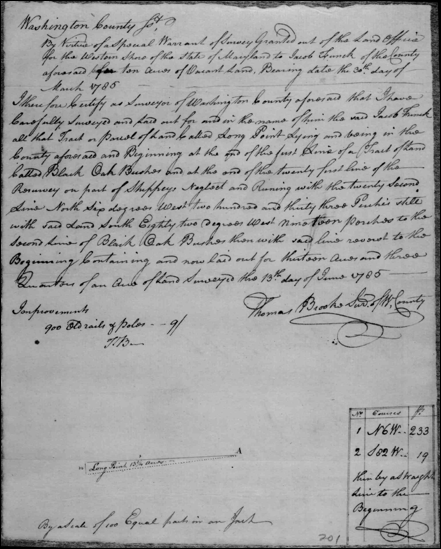 Washington County Sct
By Virtue of a Special Warrant of Survey Granted out of the Land Office
for the Western Shore of the State of Maryland to Jacob Funck of the County
aforesaid for ten Acres of Vacant Land, Bearing date the 30th day of
March 1785
I therefore Certify as Surveyor of Washington County aforesaid that I have
Carefully Surveyed and laid out for and in the name of him the said Jacob Funck
all that Tract or Parcel of Land Called Long Point Lying and being in the
County aforesaid and Beginning at the end of the first Line of a Tract of Land
Called Black Oak Bushes and at the end of the twenty first line of the
Resurvey on part of Shuppeys Neglect and Running with the twenty Second
Line North Six degrees West two hundred and thirty three Perches still
with said Land South Eighty two degrees West Nineteen perches to the
Second Line of Black Oak Bushes then with said line reverst to the
Beginning Containing and now laid out for thirteen Acres and three
Quarters of an Acre of Land Surveyed this 13th day of June 1785
Thomas Brooke Sur. of W. County
Improvements
900 Old rails & Poles -- 9/
T.B
No Courses Ps
1 N 6 W -- 233
2 S 82 W -- 19
then by a straight
line to the
Beginning
A
Long Point 13 3/4 Acres
By a Scale of 100 Equal parts in an Inch
201